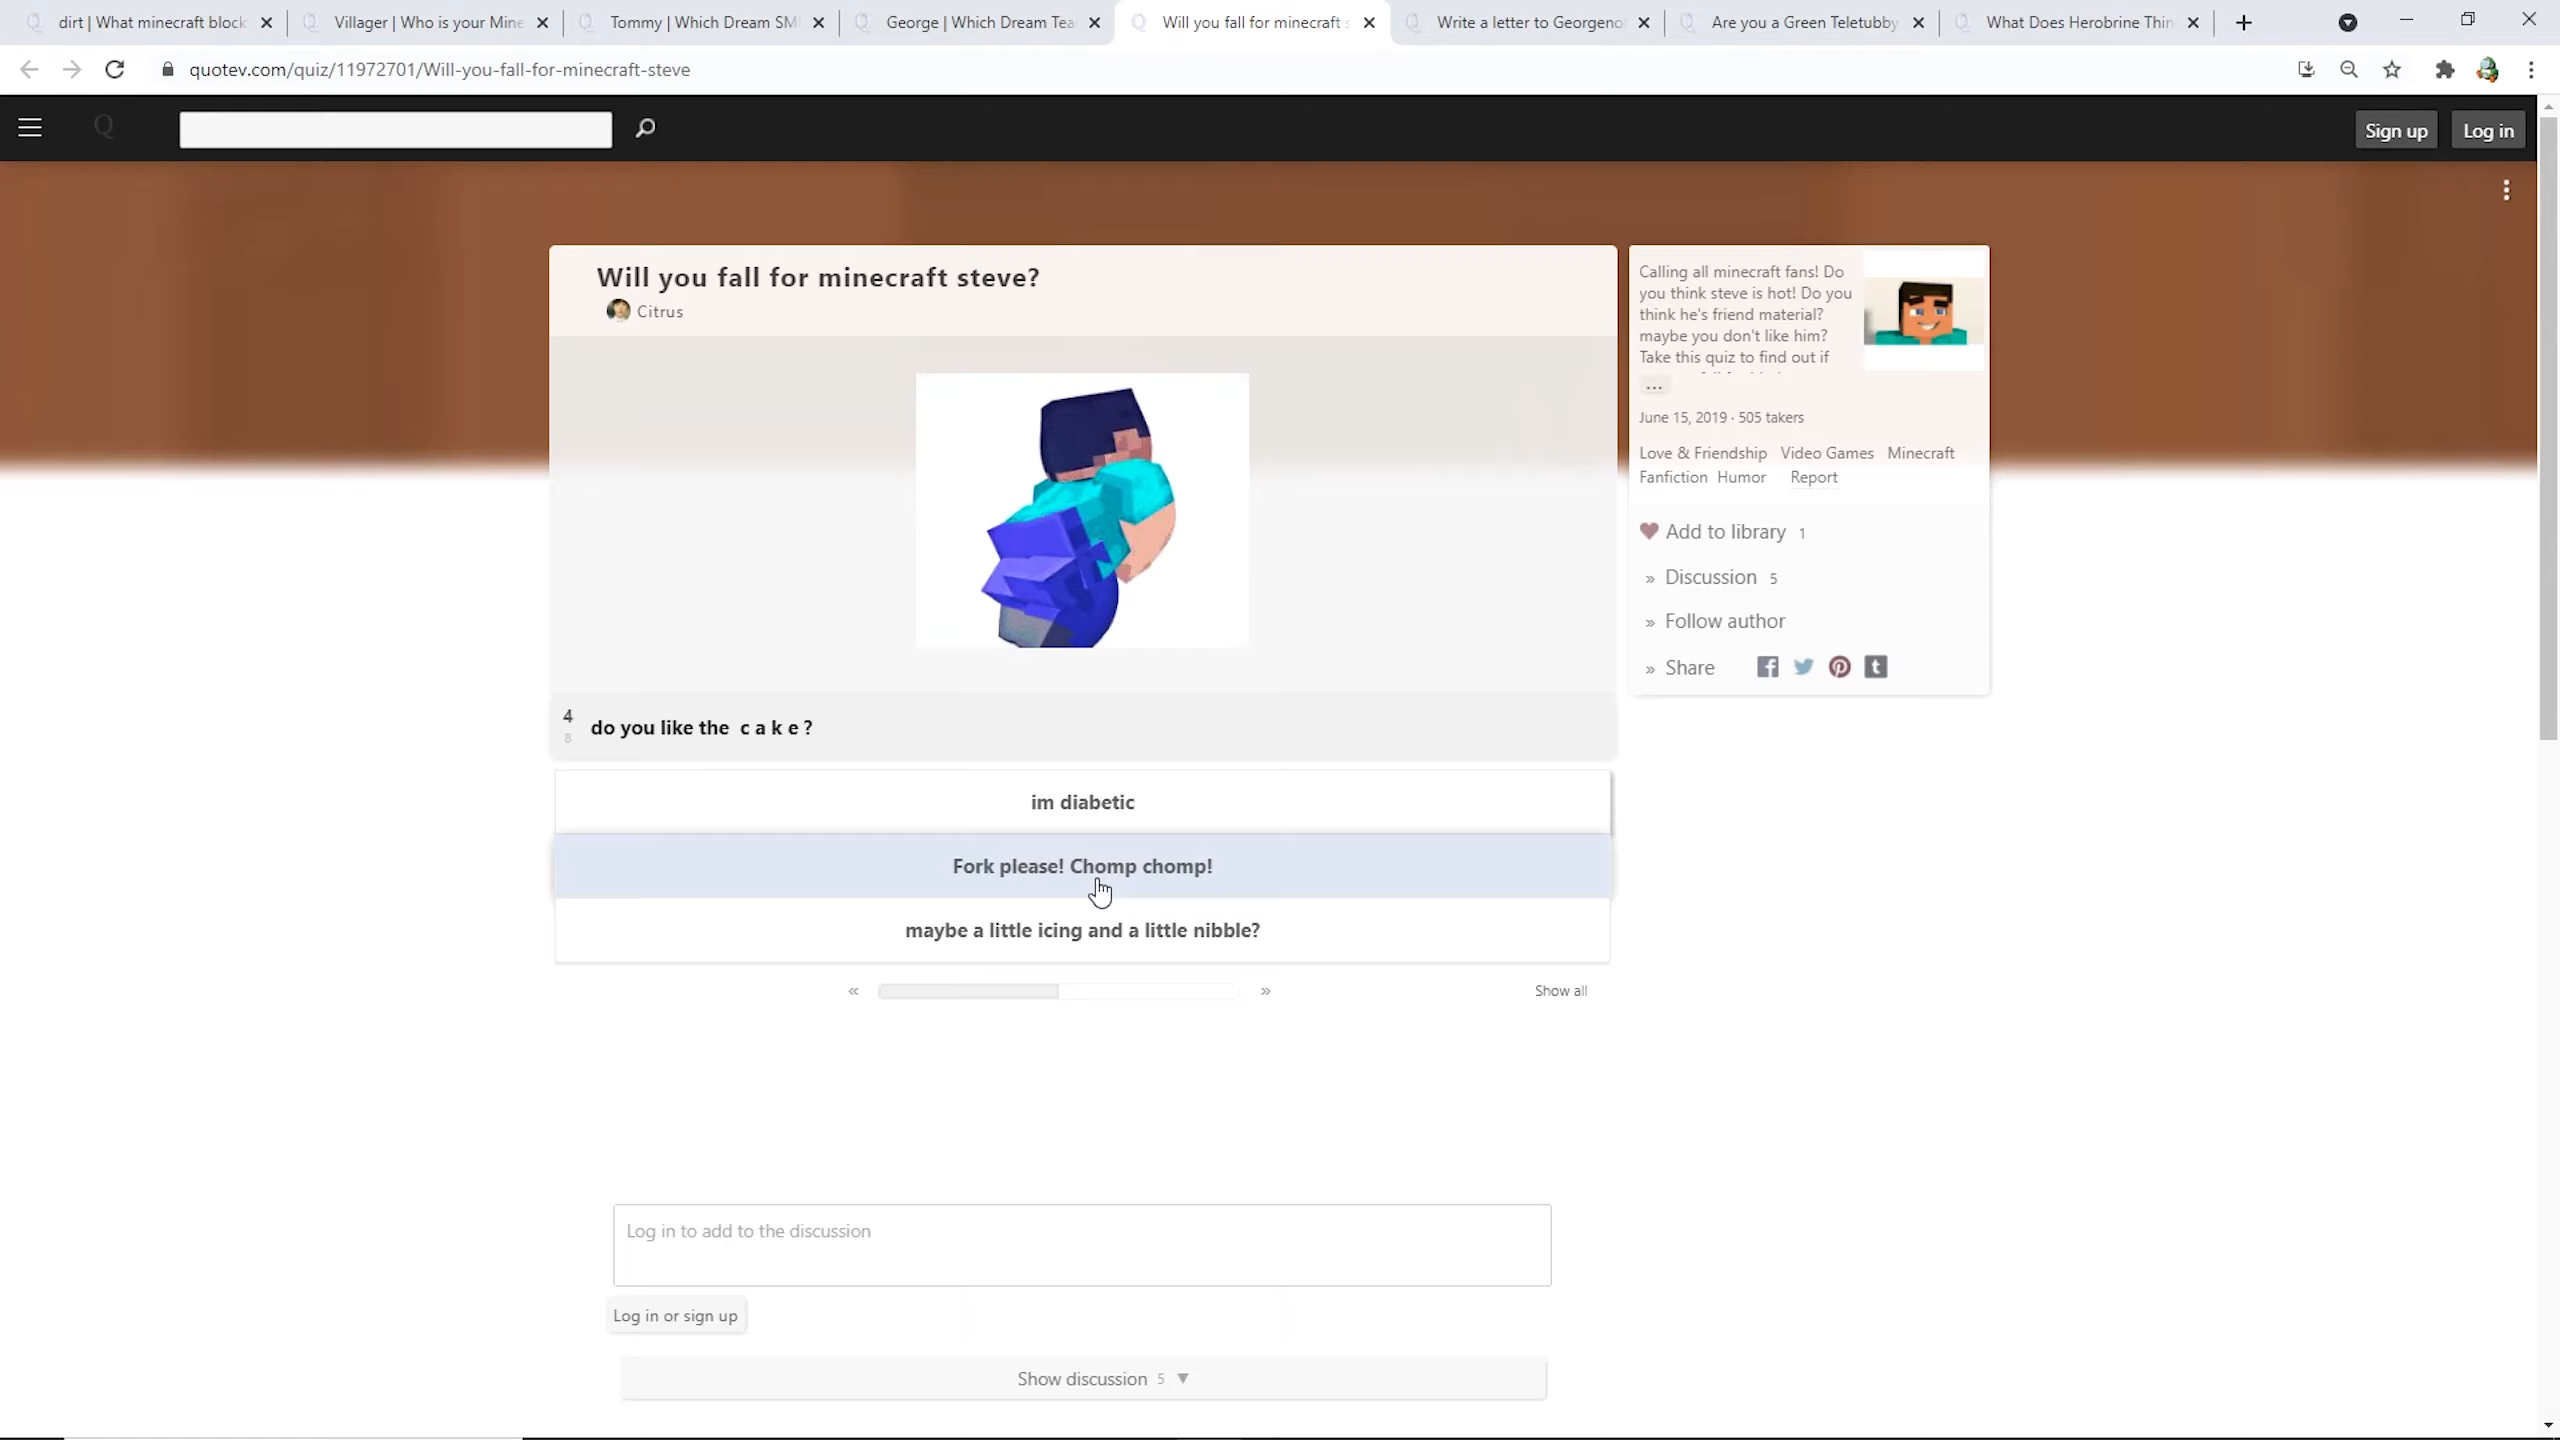 dirt | What minecraft block
Villager | Who is your Mine
Tommy | Which Dream SM
George | Which Dream Tea
Will you fall for minecraft s
Write a letter to Georgeno
Are you a Green Teletubby
What Does Herobrine Thin
quotev.com/quiz/11972701/Will-you-fall-for-minecraft-steve
Q
Sign up
Log in
Will you fall for minecraft steve?
Citrus
Calling all minecraft fans! Do
you think steve is hot! Do you
think he's friend material?
maybe you don't like him?
Take this quiz to find out if
...
June 15, 2019 · 505 takers
Love & Friendship Video Games Minecraft
Fanfiction Humor Report
Add to library 1
» Discussion 5
» Follow author
» Share
4
8
do you like the c a k e ?
im diabetic
Fork please! Chomp chomp!
maybe a little icing and a little nibble?
« »
Show all
Log in to add to the discussion
Log in or sign up
Show discussion 5 ▼